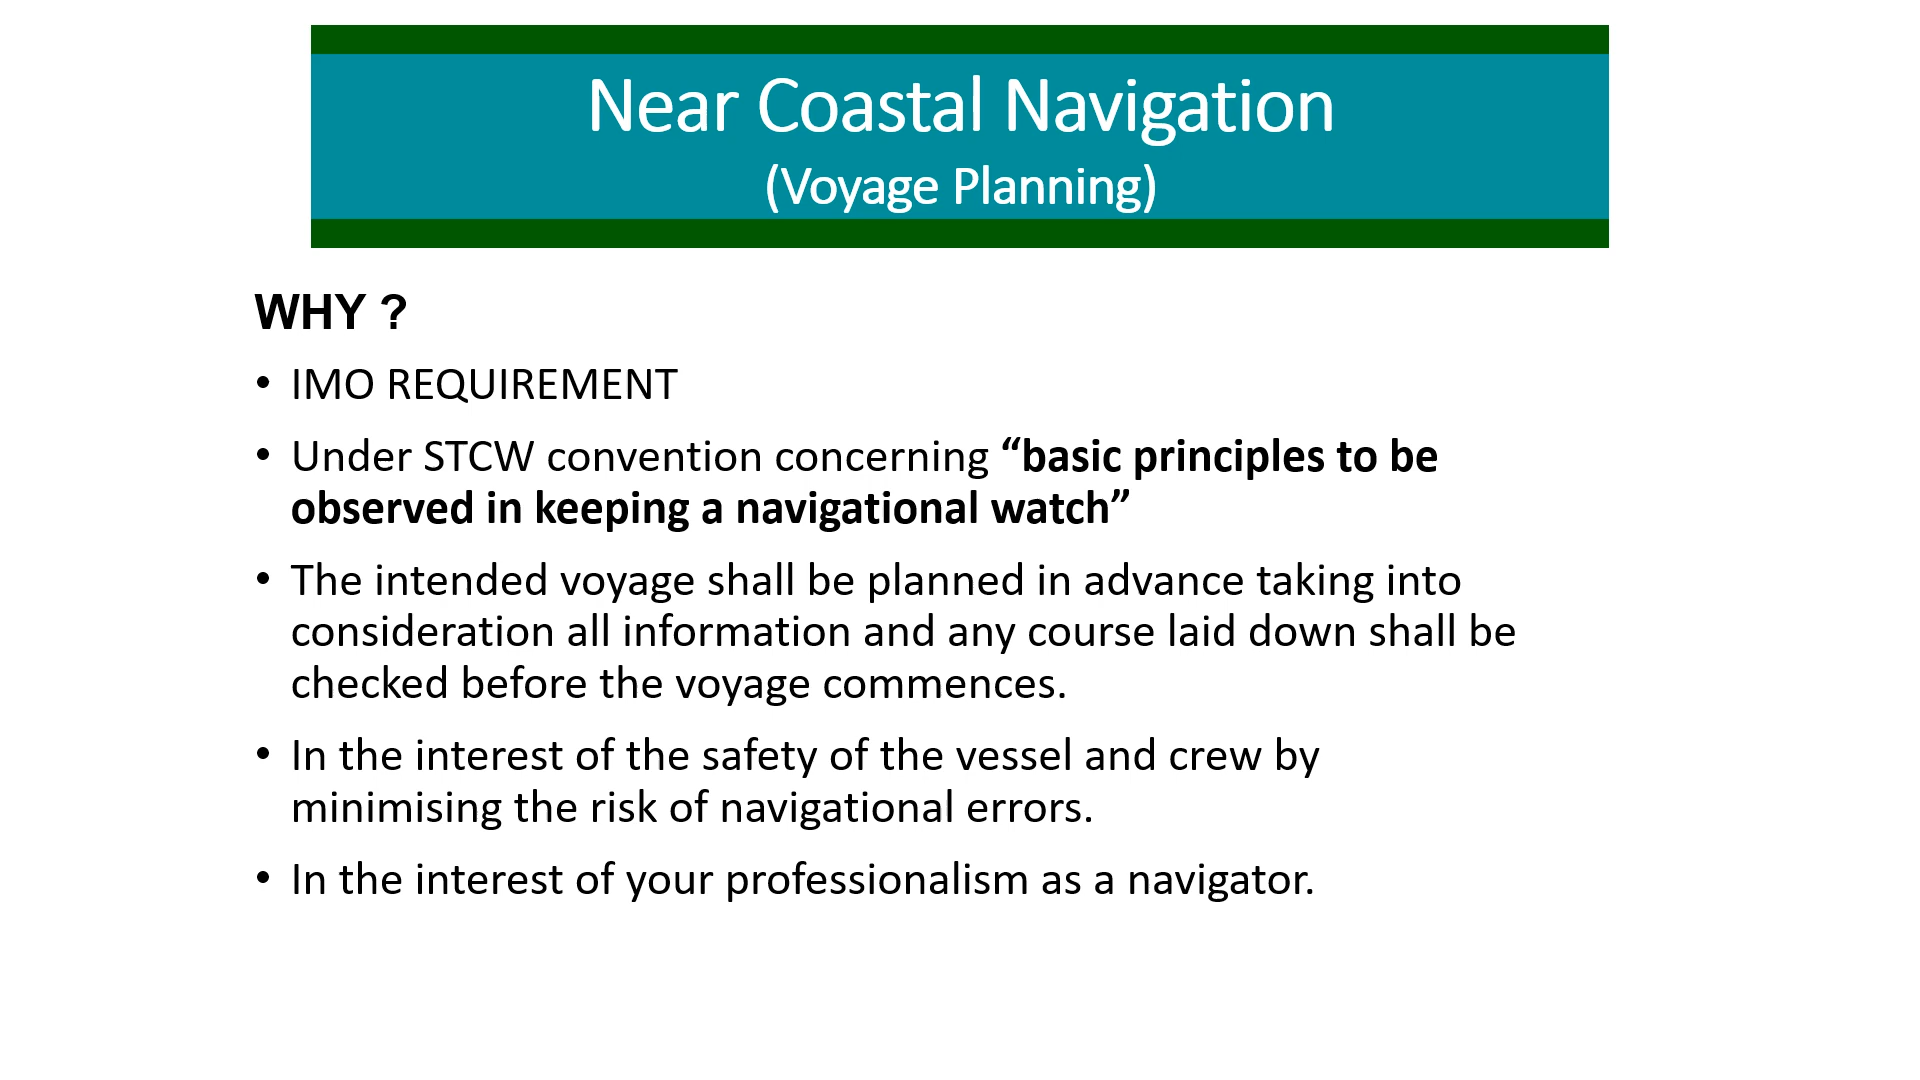 Near Coastal Navigation
(Voyage Planning)
WHY ?
• IMO REQUIREMENT
• Under STCW convention concerning “basic principles to be
observed in keeping a navigational watch”
• The intended voyage shall be planned in advance taking into
consideration all information and any course laid down shall be
checked before the voyage commences.
• In the interest of the safety of the vessel and crew by
minimising the risk of navigational errors.
• In the interest of your professionalism as a navigator.